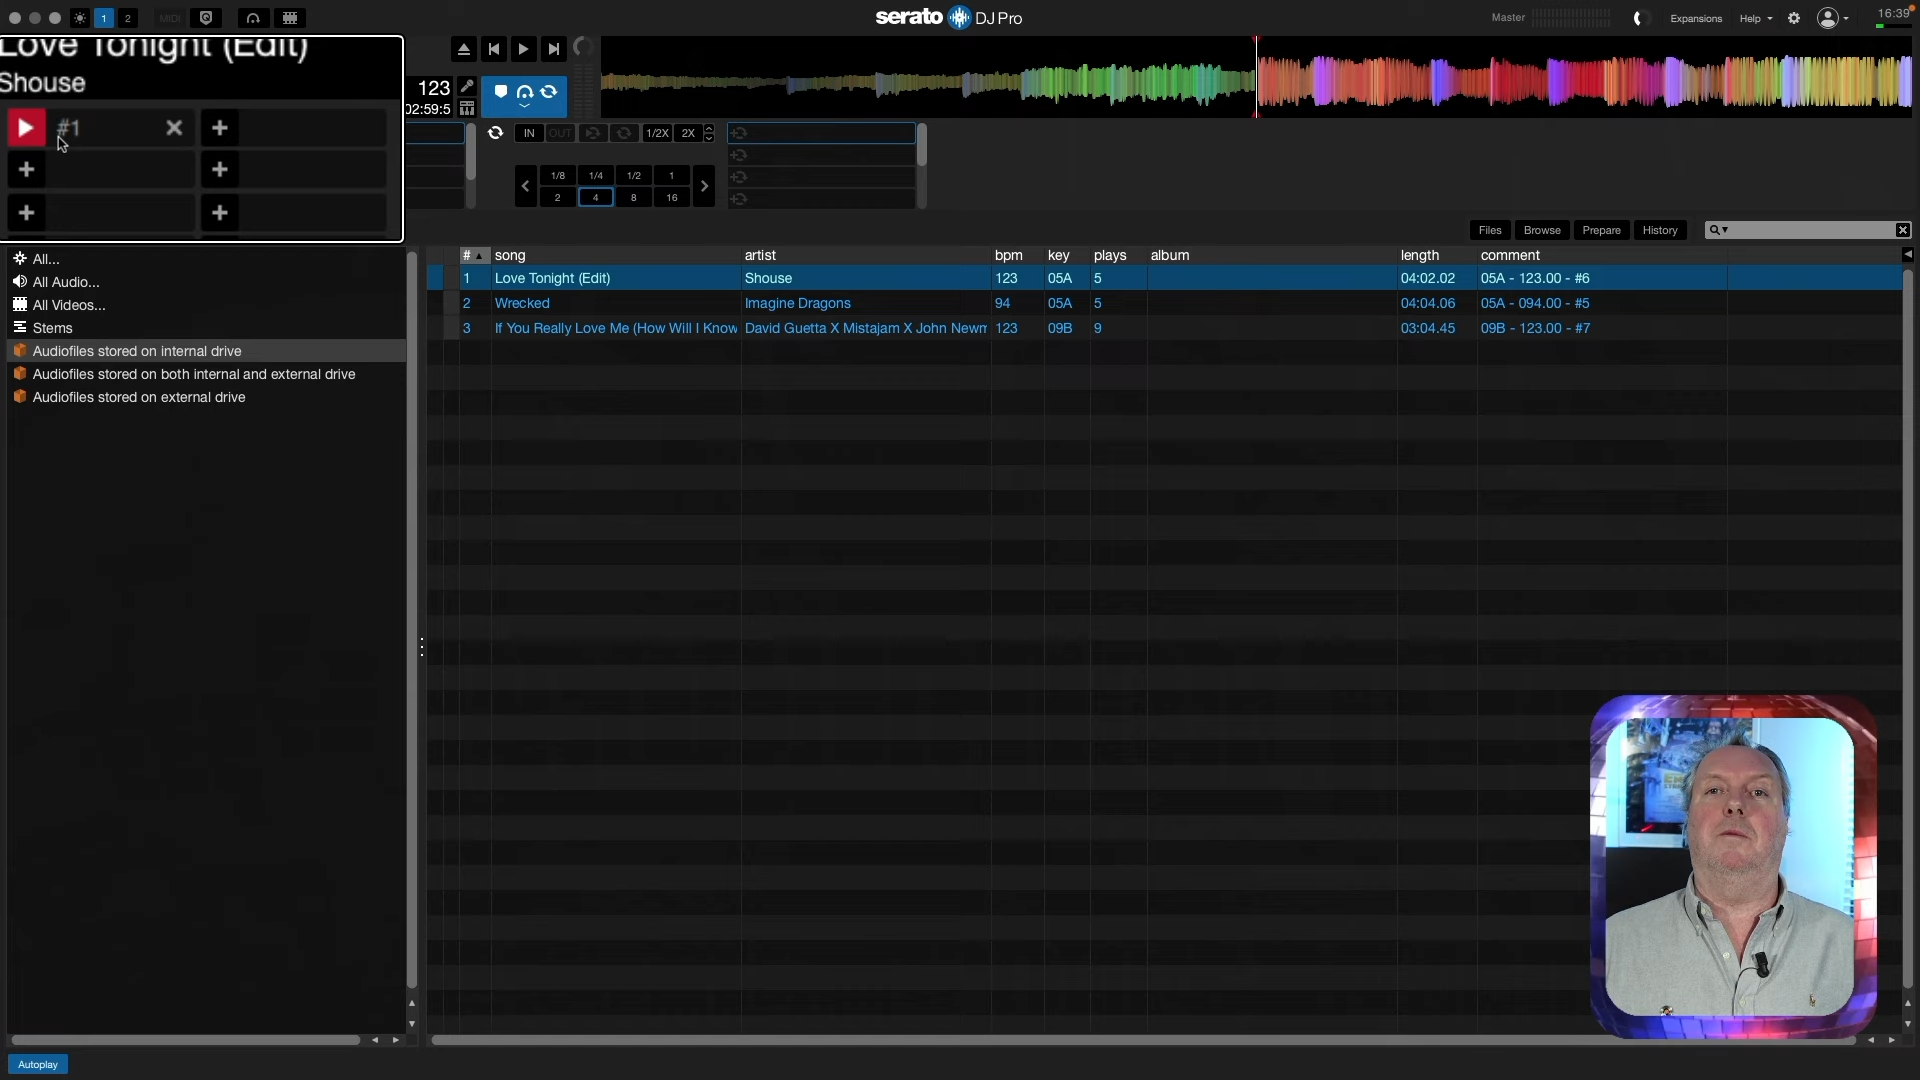 1 2 MIDI
serato DJ Pro
Master
Expansions Help
16:39
Love Tonight (Edit)
Shouse
#1
123
02:59:5
IN OUT 1/2X 2X
1/8 1/4 1/2 1
2 4 8 16
Files Browse Prepare History
All...
All Audio...
All Videos...
Stems
Audiofiles stored on internal drive
Audiofiles stored on both internal and external drive
Audiofiles stored on external drive
# song artist bpm key plays album length comment
1 Love Tonight (Edit) Shouse 123 05A 5 04:02.02 05A - 123.00 - #6
2 Wrecked Imagine Dragons 94 05A 5 04:04.06 05A - 094.00 - #5
3 If You Really Love Me (How Will I Know David Guetta X Mistajam X John Newm 123 09B 9 03:04.45 09B - 123.00 - #7
Autoplay